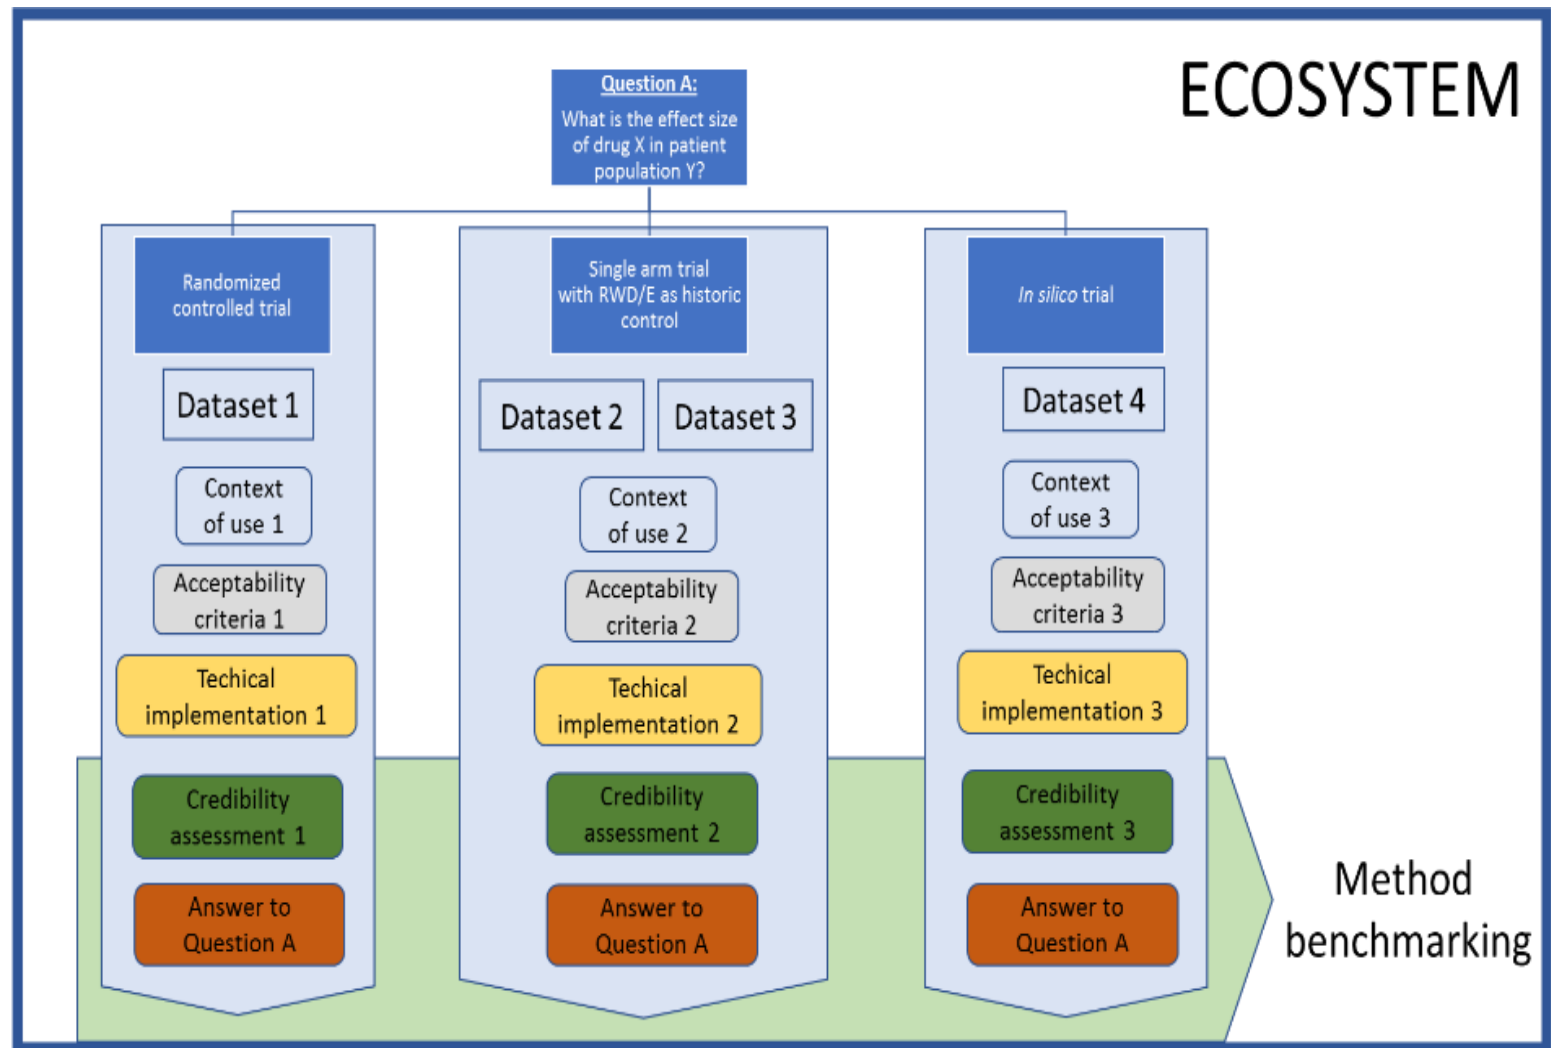 ECOSYSTEM
Question A:
What is the effect size
of drug X in patient
population Y?
Randomized
controlled trial
Dataset 1
Context
of use 1
Acceptability
criteria 1
Techical
implementation 1
Credibility
assessment 1
Answer to
Question A
Single arm trial
with RWD/E as historic
control
Dataset 2
Dataset 3
Context
of use 2
Acceptability
criteria 2
Techical
implementation 2
Credibility
assessment 2
Answer to
Question A
In silico trial
Dataset 4
Context
of use 3
Acceptability
criteria 3
Techical
implementation 3
Credibility
assessment 3
Answer to
Question A
Method
benchmarking